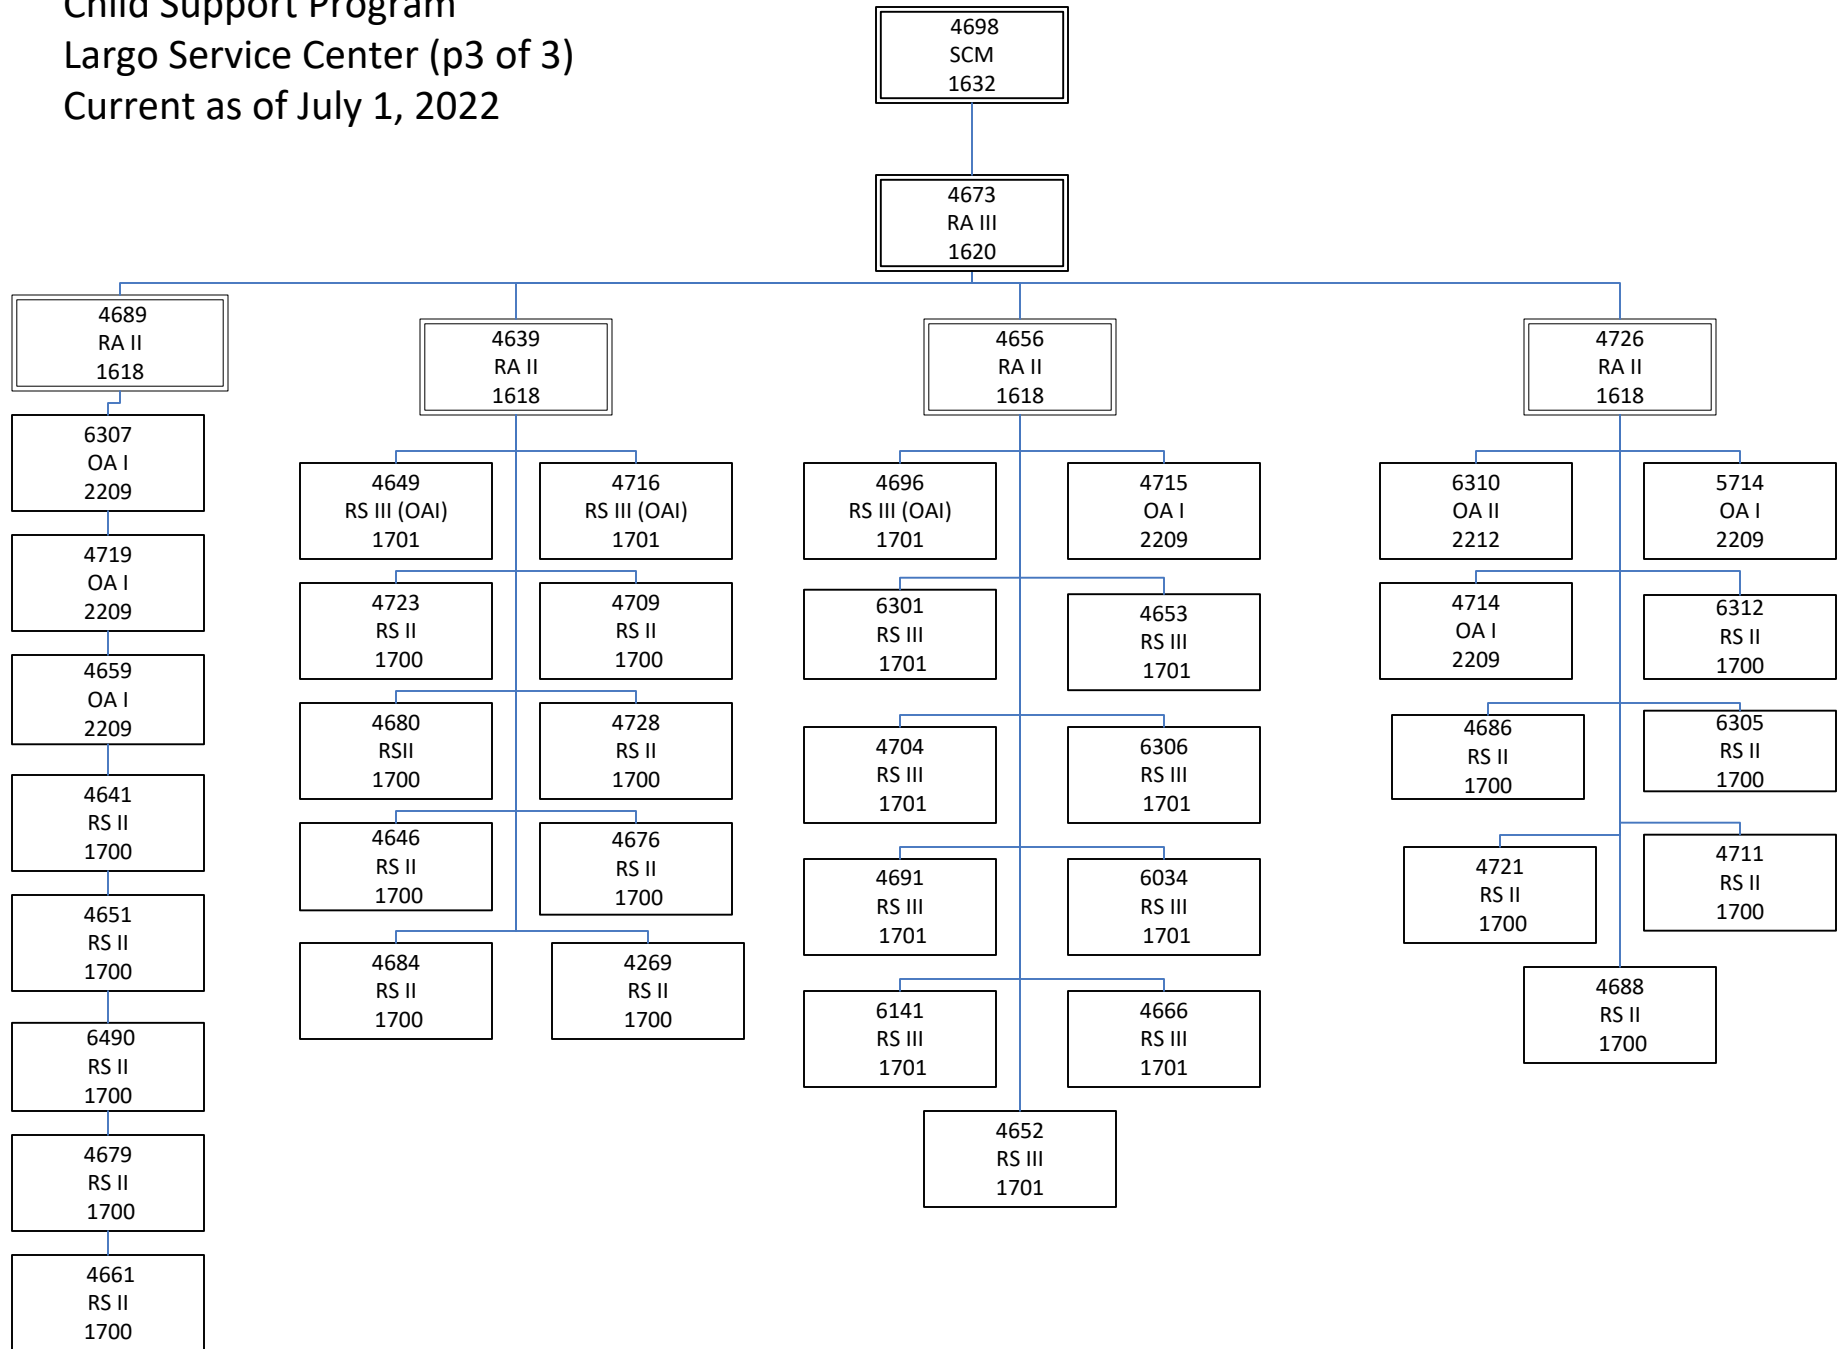 Child Support Program
Largo Service Center (p3 of 3)
Current as of July 1, 2022
4698
SCM
1632
4673
RA III
1620
4689
RA II
1618
6307
OA I
2209
4719
OA I
2209
4659
OA I
2209
4641
RS II
1700
4651
RS II
1700
6490
RS II
1700
4679
RS II
1700
4661
RS II
1700
4639
RA II
1618
4649
RS III (OAI)
1701
4716
RS III (OAI)
1701
4723
RS II
1700
4709
RS II
1700
4680
RSII
1700
4728
RS II
1700
4646
RS II
1700
4676
RS II
1700
4684
RS II
1700
4269
RS II
1700
4656
RA II
1618
4696
RS III (OAI)
1701
4715
OA I
2209
6301
RS III
1701
4653
RS III
1701
4704
RS III
1701
6306
RS III
1701
4691
RS III
1701
6034
RS III
1701
6141
RS III
1701
4666
RS III
1701
4652
RS III
1701
4726
RA II
1618
6310
OA II
2212
5714
OA I
2209
4714
OA I
2209
6312
RS II
1700
4686
RS II
1700
6305
RS II
1700
4721
RS II
1700
4711
RS II
1700
4688
RS II
1700